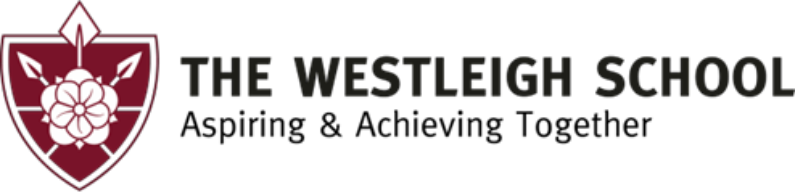 THE WESTLEIGH SCHOOL
Aspiring & Achieving Together